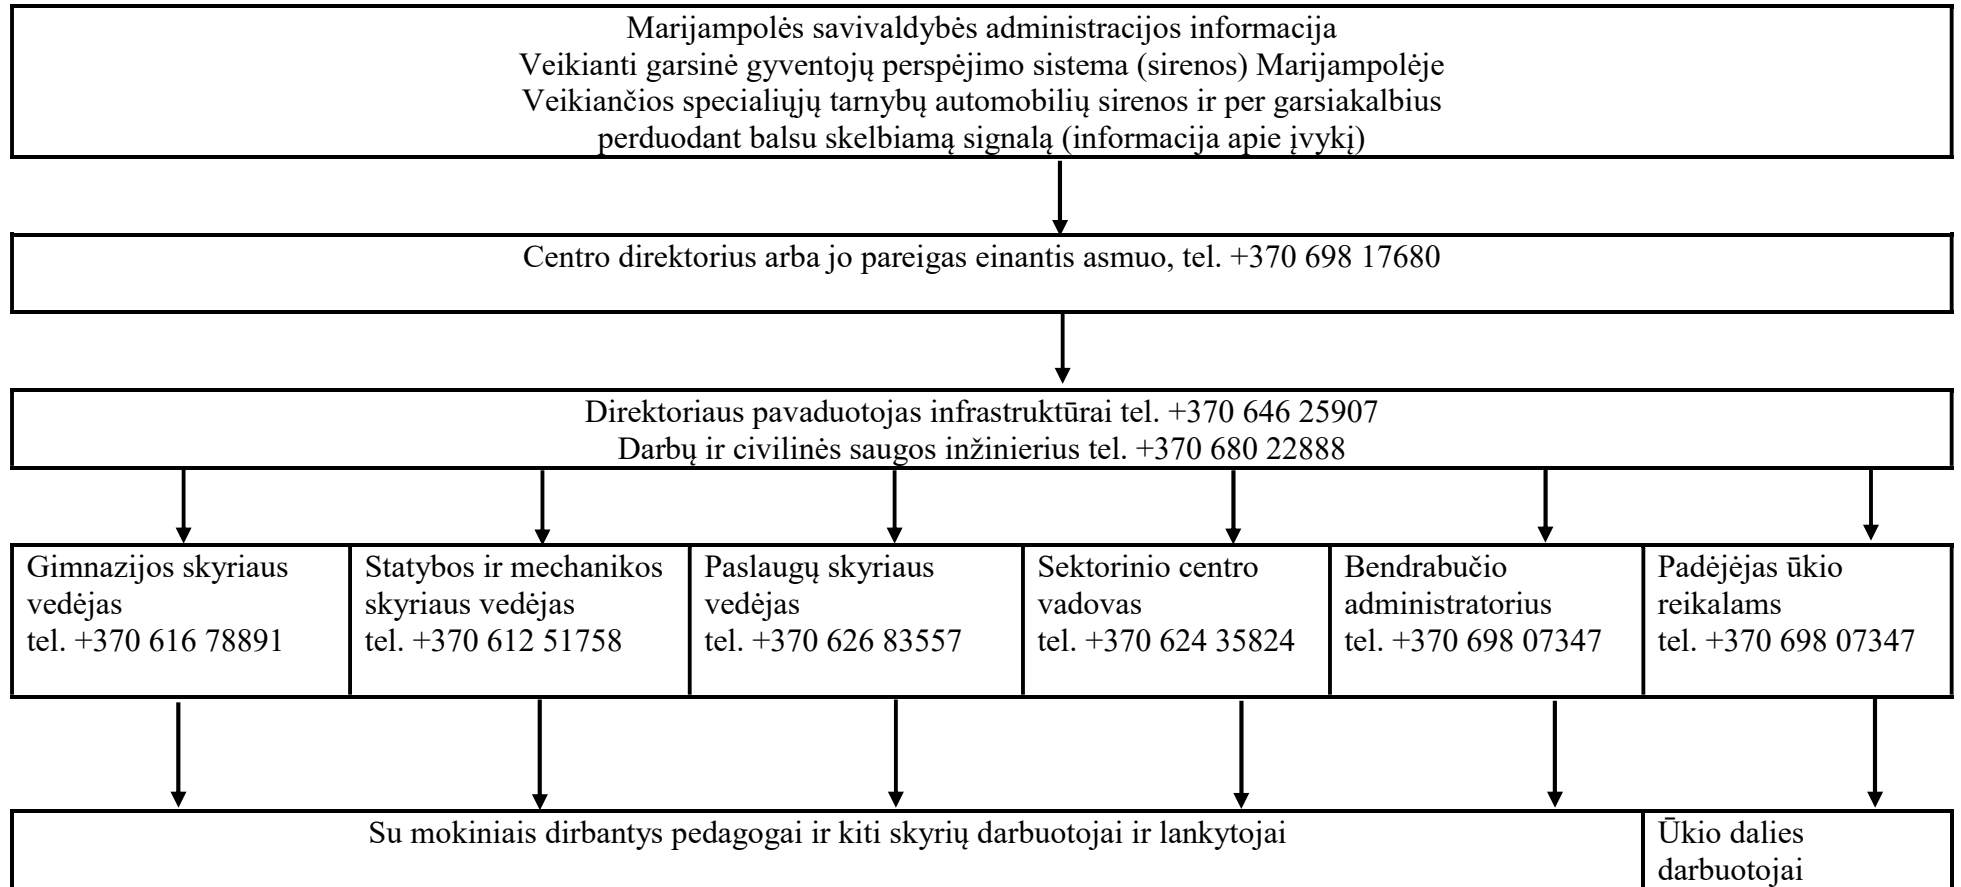 Marijampolės savivaldybės administracijos informacija
Veikianti garsinė gyventojų perspėjimo sistema (sirenos) Marijampolėje
Veikiančios specialiųjų tarnybų automobilių sirenos ir per garsiakalbius
perduodant balsu skelbiamą signalą (informacija apie įvykį)
Centro direktorius arba jo pareigas einantis asmuo, tel. +370 698 17680
Direktoriaus pavaduotojas infrastruktūrai tel. +370 646 25907
Darbų ir civilinės saugos inžinierius tel. +370 680 22888
Gimnazijos skyriaus
vedėjas
tel. +370 616 78891
Statybos ir mechanikos
skyriaus vedėjas
tel. +370 612 51758
Paslaugų skyriaus
vedėjas
tel. +370 626 83557
Sektorinio centro
vadovas
tel. +370 624 35824
Bendrabučio
administratorius
tel. +370 698 07347
Padėjėjas ūkio
reikalams
tel. +370 698 07347
Su mokiniais dirbantys pedagogai ir kiti skyrių darbuotojai ir lankytojai
Ūkio dalies
darbuotojai